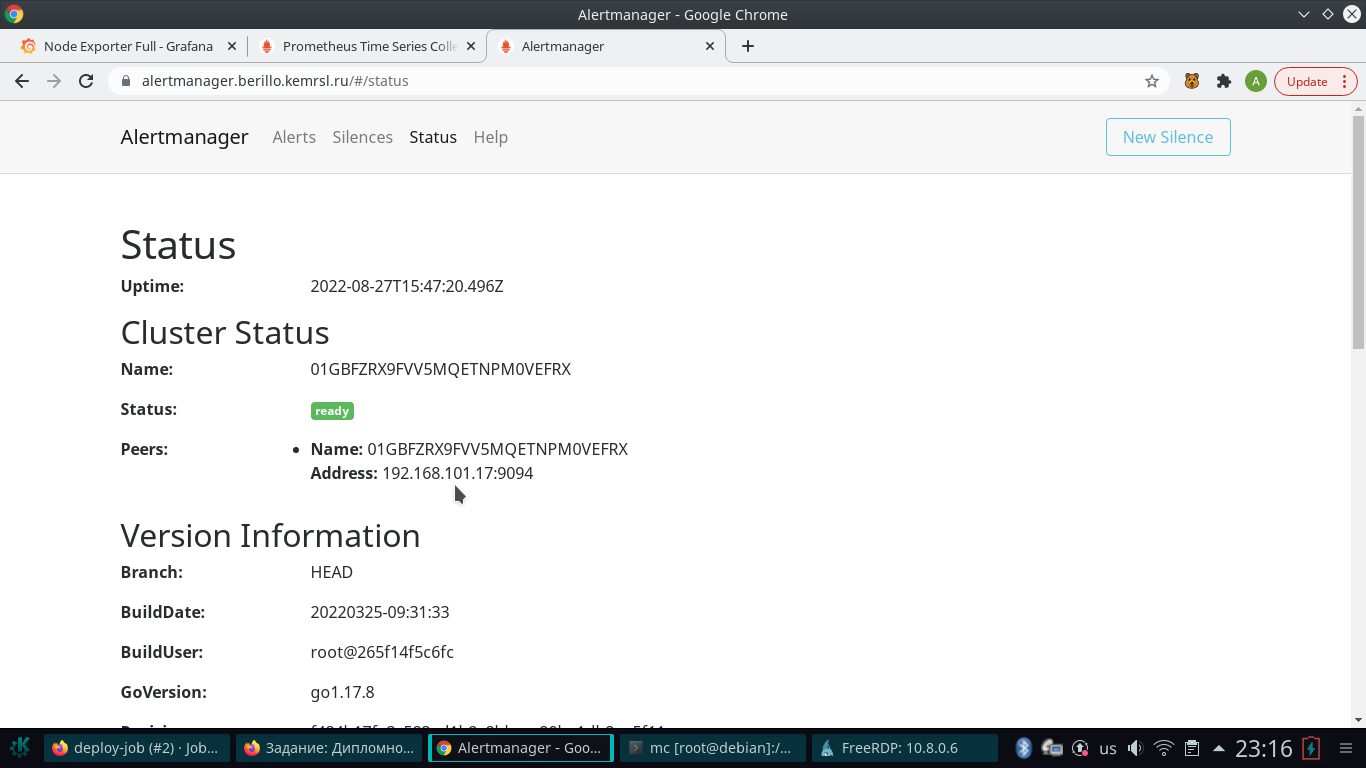 Alertmanager - Google Chrome
Node Exporter Full - Grafana
Prometheus Time Series Colle
Alertmanager
alertmanager.berillo.kemrsl.ru/#/status
A
Update
Alertmanager Alerts Silences Status Help New Silence
Status
Uptime: 2022-08-27T15:47:20.496Z
Cluster Status
Name: 01GBFZRX9FVV5MQETNPM0VEFRX
Status: ready
Peers: • Name: 01GBFZRX9FVV5MQETNPM0VEFRX
Address: 192.168.101.17:9094
Version Information
Branch: HEAD
BuildDate: 20220325-09:31:33
BuildUser: root@265f14f5c6fc
GoVersion: go1.17.8
deploy-job (#2) · Job... Задание: Дипломно... Alertmanager - Goo... mc [root@debian]:/... FreeRDP: 10.8.0.6 us 23:16